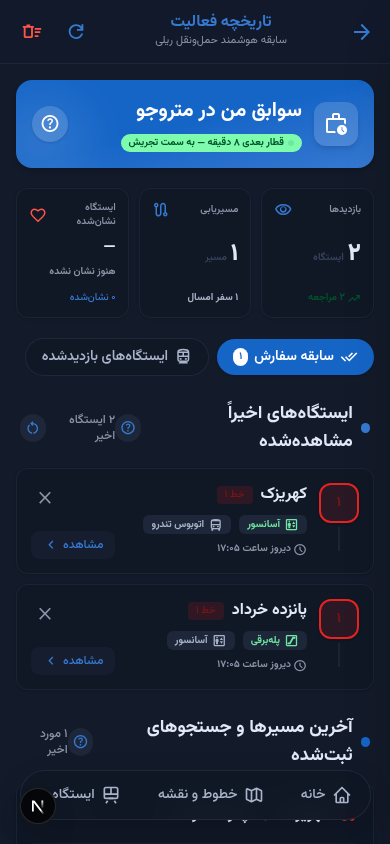 تاریخچه فعالیت
سابقه هوشمند حمل‌ونقل ریلی
سوابق من در متروجو
قطار بعدی ۸ دقیقه — به سمت تجریش
بازدیدها
۲ ایستگاه
۲ مراجعه
مسیریابی
۱ مسیر
۱ سفر امسال
ایستگاه
نشان‌شده
—
هنوز نشان نشده
۰ نشان‌شده
سابقه سفارش ۱
ایستگاه‌های بازدیدشده
ایستگاه‌های اخیراً
مشاهده‌شده
۲ ایستگاه
اخیر
۱
کهریزک خط ۱
آسانسور اتوبوس تندرو
دیروز ساعت ۱۷:۰۵
مشاهده
۱
پانزده خرداد خط ۱
پله‌برقی آسانسور
دیروز ساعت ۱۷:۰۵
مشاهده
آخرین مسیرها و جستجوهای
ثبت‌شده
۱ مورد
اخیر
خانه
خطوط و نقشه
ایستگاه
N